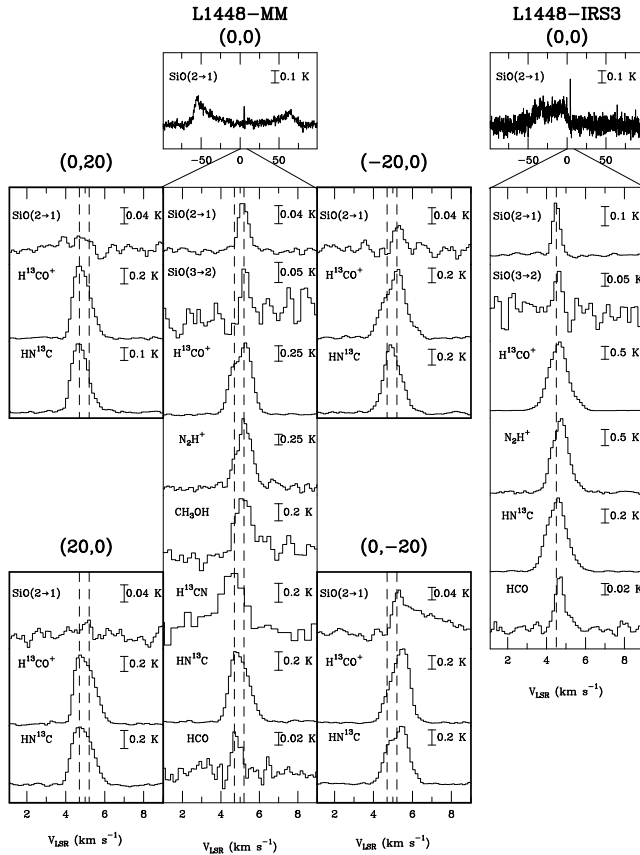 L1448-MM
(0,0)
L1448-IRS3
(0,0)
SiO(2→1)
0.1 K
−50
0
50
SiO(2→1)
0.1 K
−50
0
50
(0,20)
SiO(2→1)
0.04 K
H¹³CO⁺
0.2 K
HN¹³C
0.1 K
SiO(2→1)
0.04 K
SiO(3→2)
0.05 K
H¹³CO⁺
0.25 K
N₂H⁺
0.25 K
CH₃OH
0.2 K
H¹³CN
0.2 K
HN¹³C
0.2 K
HCO
0.02 K
2 4 6 8
V_LSR (km s⁻¹)
(−20,0)
SiO(2→1)
0.04 K
H¹³CO⁺
0.2 K
HN¹³C
0.2 K
SiO(2→1)
0.1 K
SiO(3→2)
0.05 K
H¹³CO⁺
0.5 K
N₂H⁺
0.5 K
HN¹³C
0.2 K
HCO
0.02 K
2 4 6 8
V_LSR (km s⁻¹)
(20,0)
SiO(2→1)
0.04 K
H¹³CO⁺
0.2 K
HN¹³C
0.2 K
2 4 6 8
V_LSR (km s⁻¹)
(0,−20)
SiO(2→1)
0.04 K
H¹³CO⁺
0.2 K
HN¹³C
0.2 K
2 4 6 8
V_LSR (km s⁻¹)